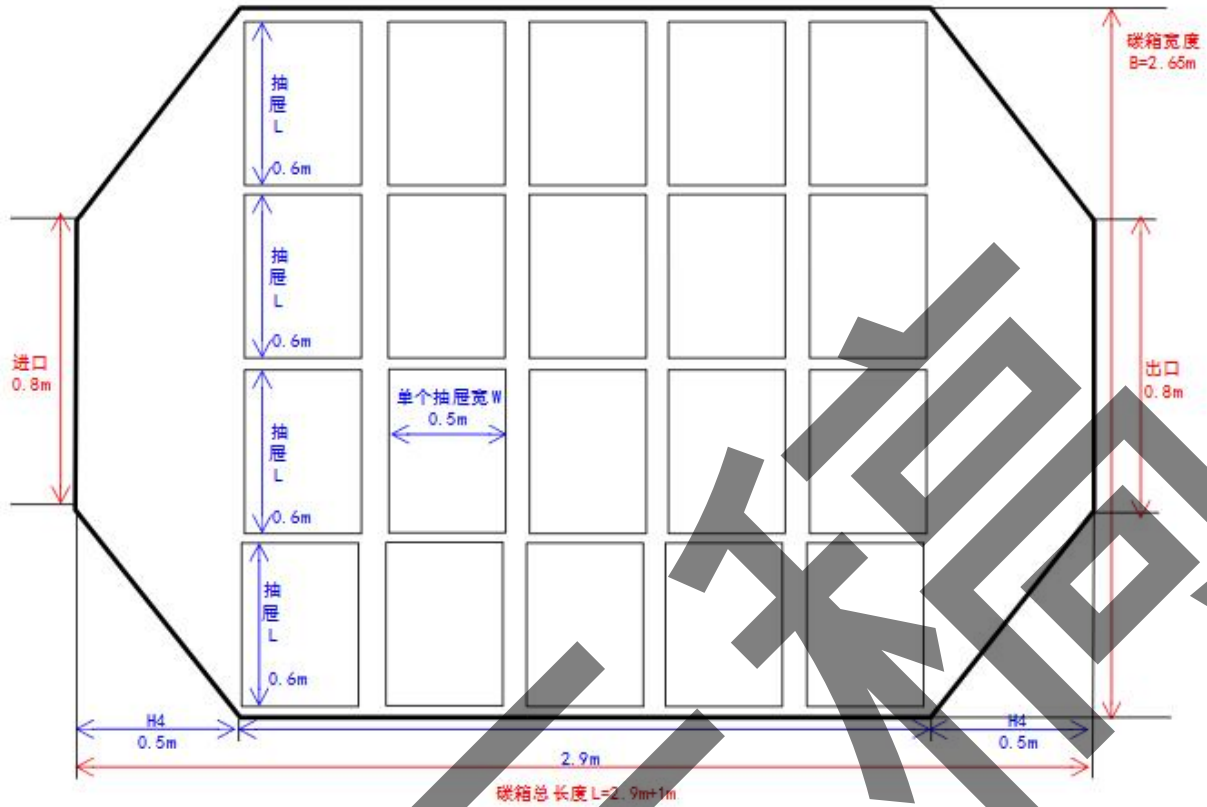 碳箱宽度
B=2.65m
抽
屉
L
0.6m
抽
屉
L
0.6m
进口
0.8m
出口
0.8m
单个抽屉宽W
0.5m
抽
屉
L
0.6m
抽
屉
L
0.6m
H4
0.5m
2.9m
H4
0.5m
碳箱总长度L=2.9m+1m